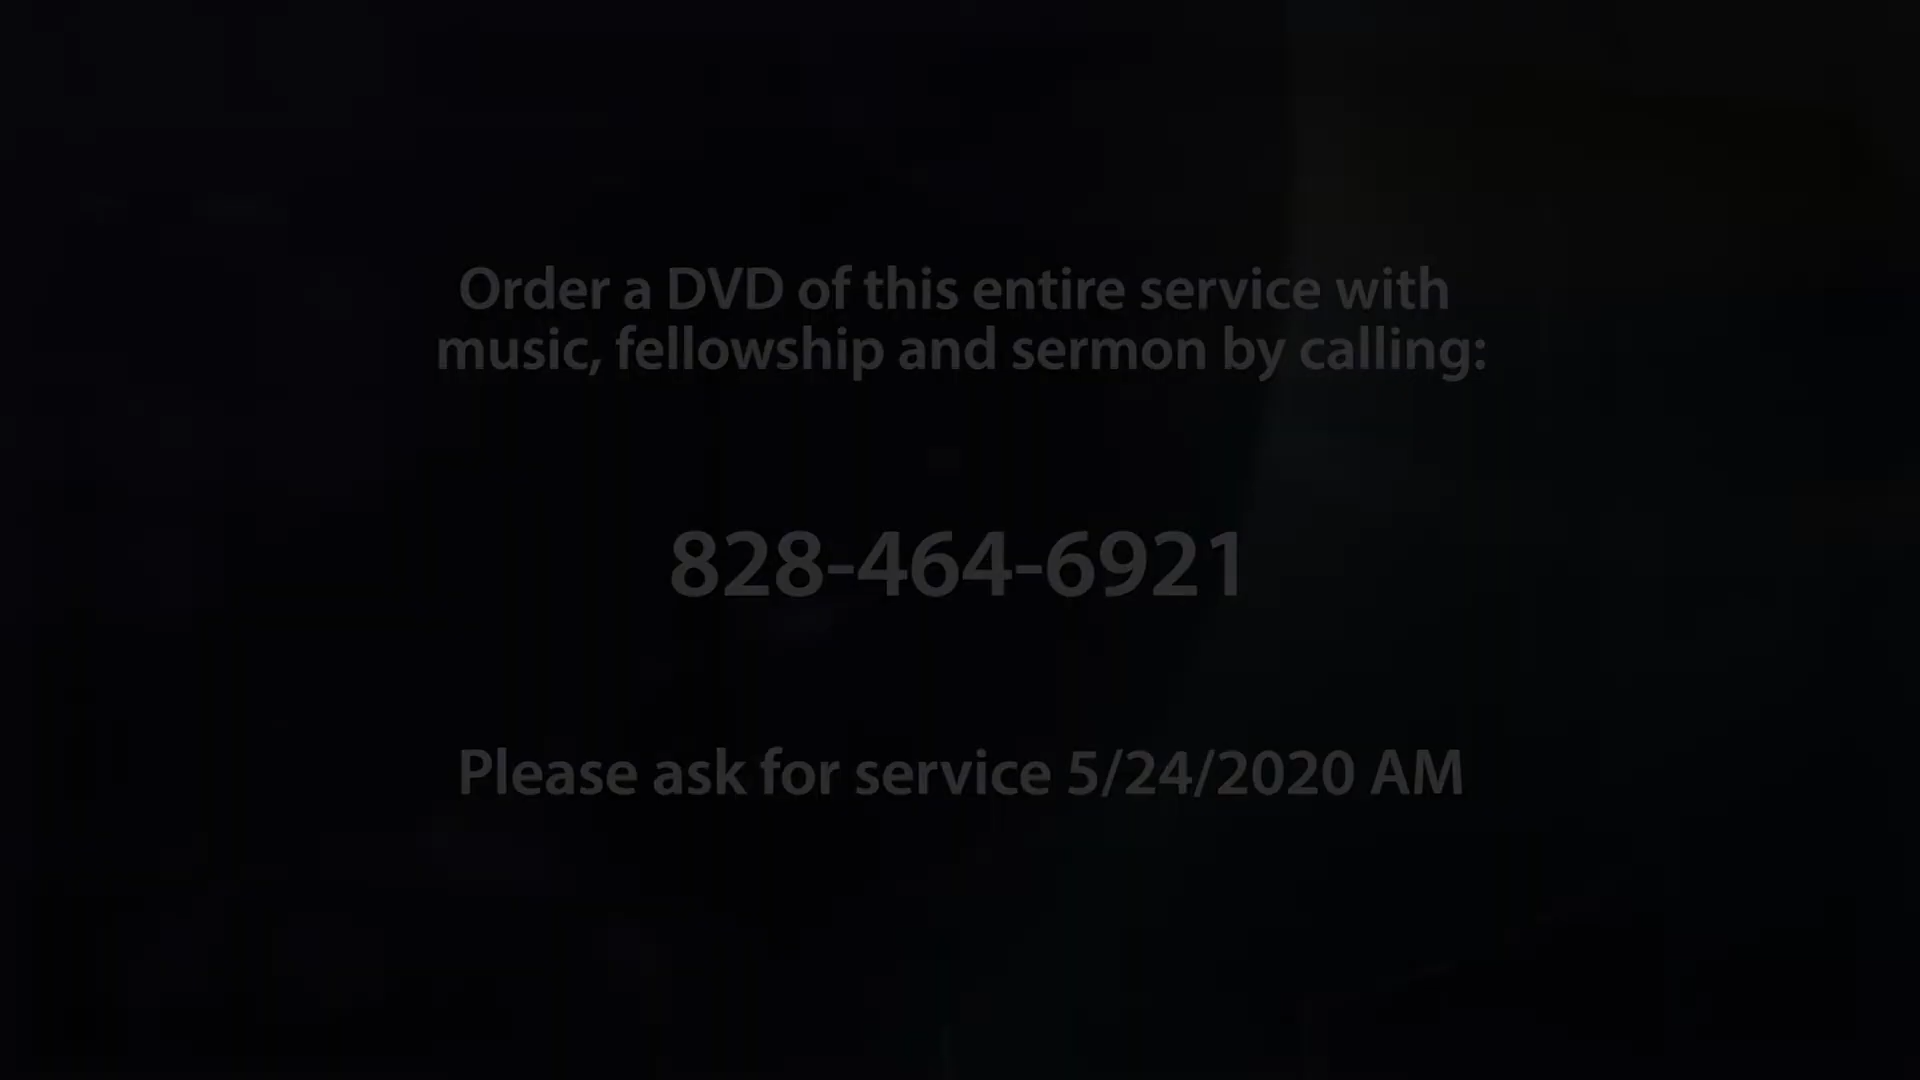 Order a DVD of this entire service with
music, fellowship and sermon by calling:
828-464-6921
Please ask for service 5/24/2020 AM